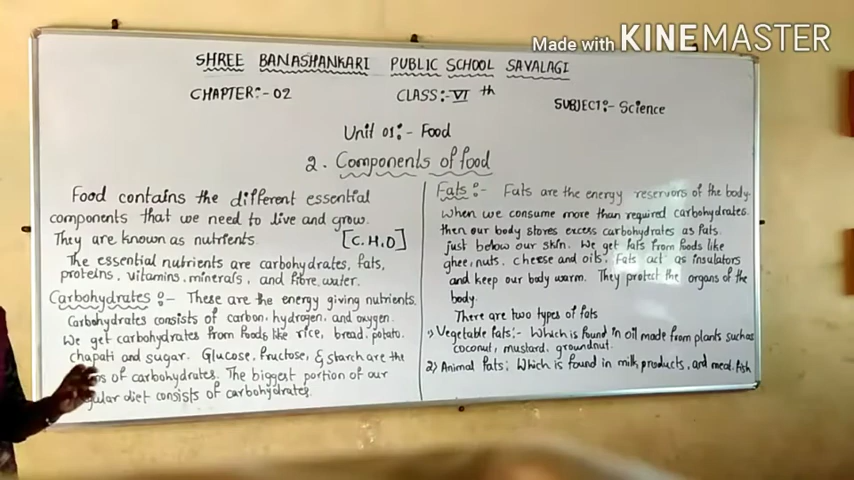 Made with KINEMASTER
SHREE BANASHANKARI PUBLIC SCHOOL SAVALAGI
CHAPTER:- 02 CLASS:- VI th SUBJECT:- Science
Unit 01:- Food
2. Components of food
Food contains the different essential
components that we need to live and grow.
They are known as nutrients. [C.H.O]
The essential nutrients are carbohydrates, fats,
proteins, vitamins, minerals, and fibre, water.
Carbohydrates:- These are the energy giving nutrients.
Carbohydrates consists of carbon, hydrogen, and oxygen.
We get carbohydrates from foods like rice, bread, potato.
chapati and sugar. Glucose, fructose, & starch are the
of carbohydrates. The biggest portion of our
diet consists of carbohydrates.
Fats:- Fats are the energy reservors of the body.
When we consume more than required carbohydrates.
then our body stores excess carbohydrates as fats.
just below our skin. We get fats from foods like
ghee, nuts, cheese and oils. Fats act as insulators
and keep our body warm. They protect the organs of the
body.
There are two types of fats
1) Vegetable fats:- Which is found in oil made from plants such as
coconut, mustard, groundnut.
2) Animal fats; Which is found in milk, products, and meat. fish